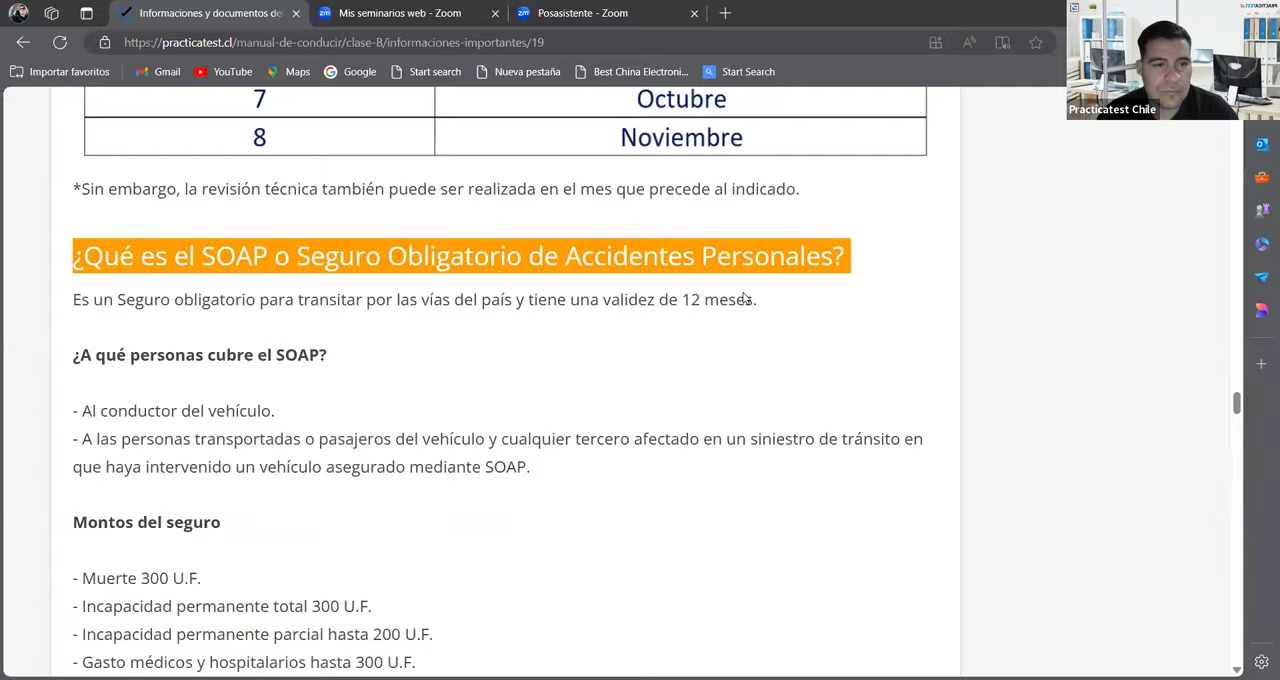 Informaciones y documentos de
Mis seminarios web - Zoom
Posasistente - Zoom
https://practicatest.cl/manual-de-conducir/clase-B/informaciones-importantes/19
Importar favoritos
Gmail
YouTube
Maps
Google
Start search
Nueva pestaña
Best China Electroni...
Start Search
Practicatest Chile
7 Octubre
8 Noviembre
*Sin embargo, la revisión técnica también puede ser realizada en el mes que precede al indicado.
¿Qué es el SOAP o Seguro Obligatorio de Accidentes Personales?
Es un Seguro obligatorio para transitar por las vías del país y tiene una validez de 12 meses.
¿A qué personas cubre el SOAP?
- Al conductor del vehículo.
- A las personas transportadas o pasajeros del vehículo y cualquier tercero afectado en un siniestro de tránsito en
que haya intervenido un vehículo asegurado mediante SOAP.
Montos del seguro
- Muerte 300 U.F.
- Incapacidad permanente total 300 U.F.
- Incapacidad permanente parcial hasta 200 U.F.
- Gasto médicos y hospitalarios hasta 300 U.F.